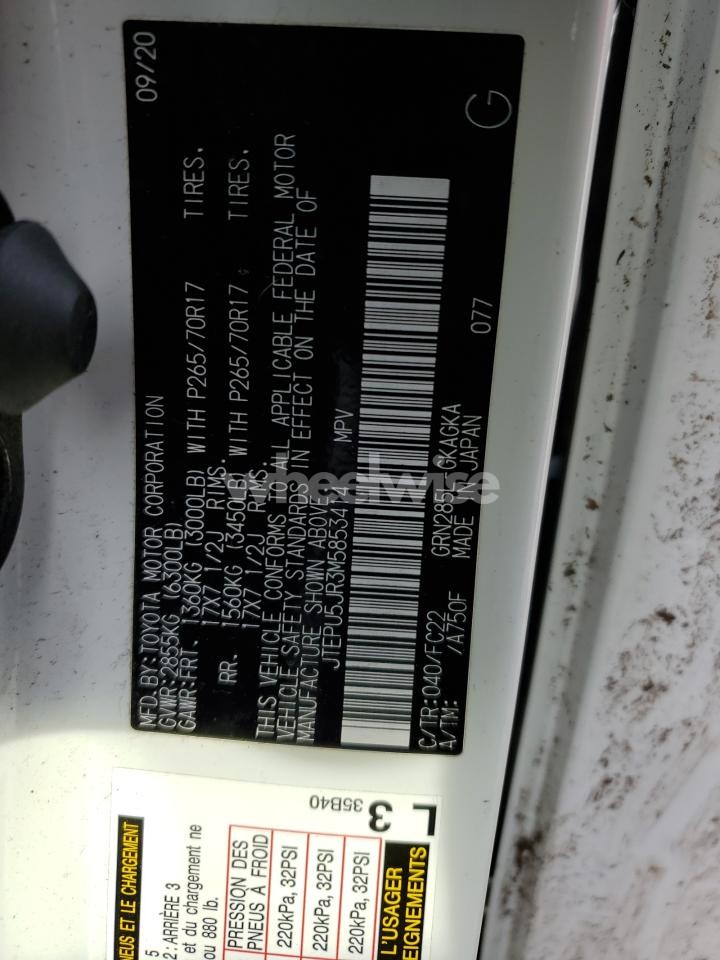 09/20
MFD. BY: TOYOTA MOTOR CORPORATION
GVWR: 2855KG (6300LB)
GAWR: FRT 1360KG (3000LB) WITH P265/70R17 TIRES.
17X7 1/2J RIMS.
RR. 1560KG (3450LB) WITH P265/70R17 TIRES.
17X7 1/2J RIMS.
THIS VEHICLE CONFORMS ALL APPLICABLE FEDERAL MOTOR
VEHICLE SAFETY STANDARDS IN EFFECT ON THE DATE OF
MANUFACTURE SHOWN ABOVE.
MPV
C/TR: 040/FC22
GRN285L-GKAGKA
077
A/TM: /A750F
MADE IN JAPAN
G
wheelwise
L
3
35B40
PNEUS ET LE CHARGEMENT
5
2: ARRIÈRE 3
et du chargement ne
ou 880 lb.
PRESSION DES
PNEUS À FROID
220kPa, 32PSI
220kPa, 32PSI
220kPa, 32PSI
L'USAGER
EIGNEMENTS